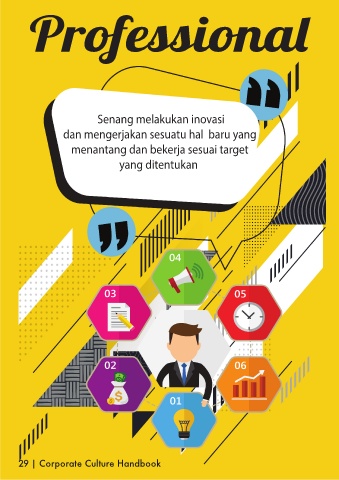 Professional
Senang melakukan inovasi
dan mengerjakan sesuatu hal baru yang
menantang dan bekerja sesuai target
yang ditentukan
04
03
05
02
06
01
29 | Corporate Culture Handbook